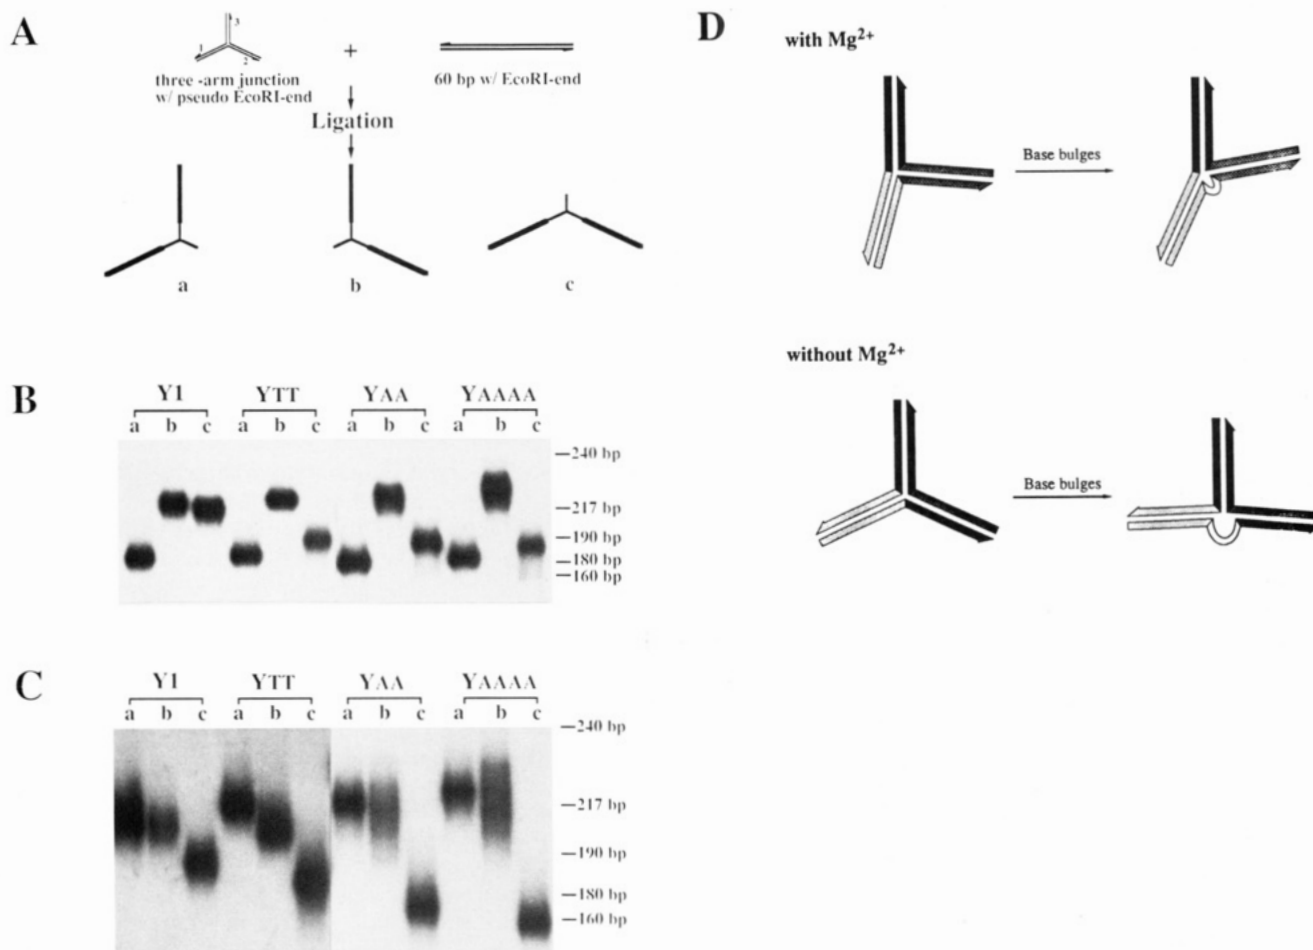 A
3
1
2
+
three -arm junction
w/ pseudo EcoRI-end
60 bp w/ EcoRI-end
Ligation
a
b
c
B
Y1 YTT YAA YAAAA
a b c a b c a b c a b c
240 bp
217 bp
190 bp
180 bp
160 bp
C
Y1 YTT YAA YAAAA
a b c a b c a b c a b c
240 bp
217 bp
190 bp
180 bp
160 bp
D
with Mg2+
Base bulges
without Mg2+
Base bulges